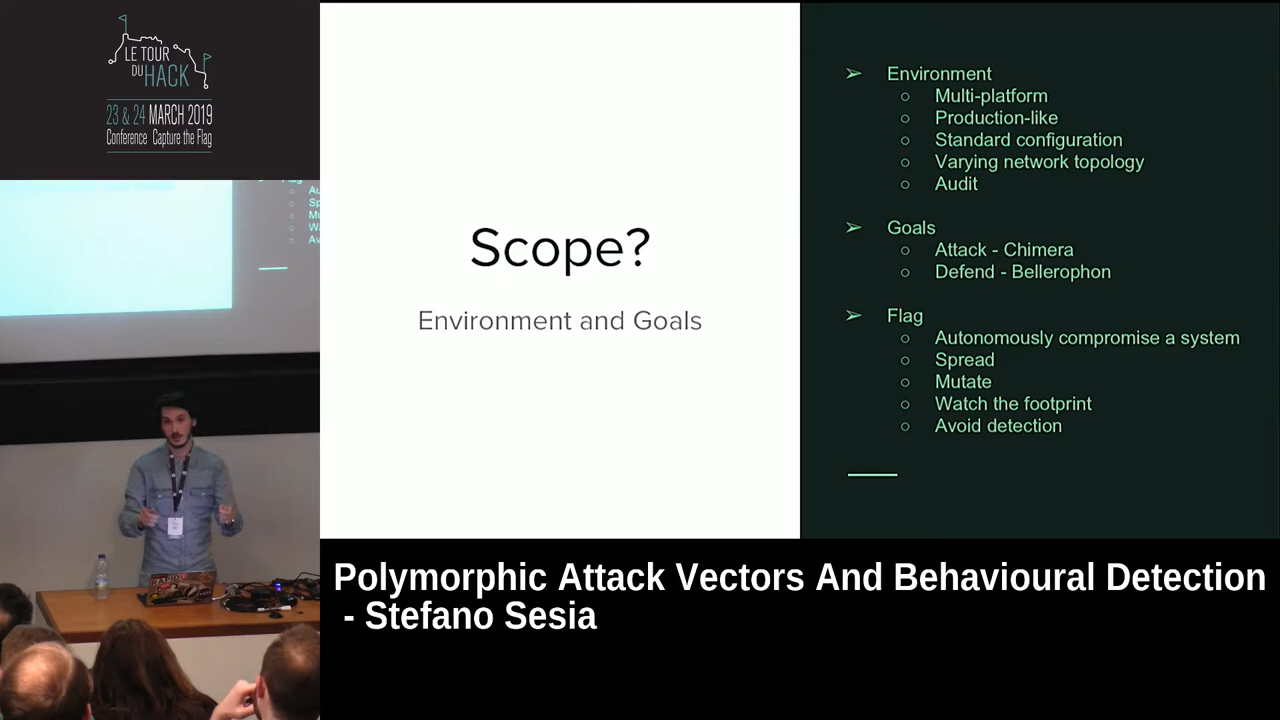 LE TOUR
DU HACK
23 & 24 MARCH 2019
Conference Capture the Flag
Scope?
Environment and Goals
➢ Environment
○ Multi-platform
○ Production-like
○ Standard configuration
○ Varying network topology
○ Audit
➢ Goals
○ Attack - Chimera
○ Defend - Bellerophon
➢ Flag
○ Autonomously compromise a system
○ Spread
○ Mutate
○ Watch the footprint
○ Avoid detection
Polymorphic Attack Vectors And Behavioural Detection
- Stefano Sesia